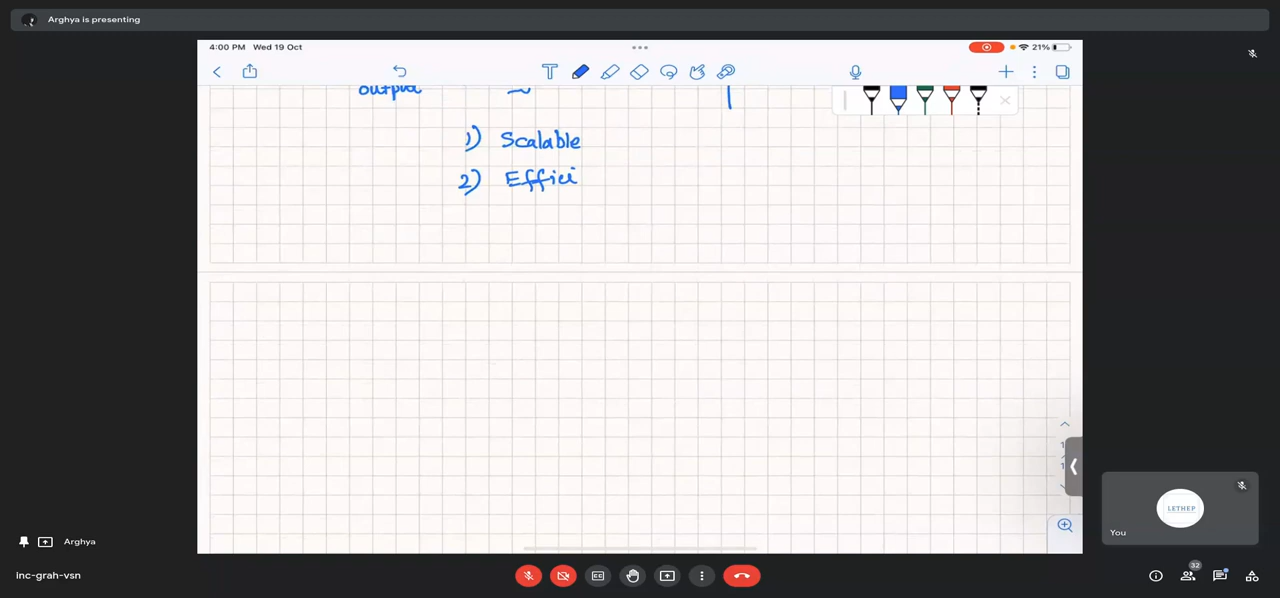 Arghya is presenting
4:00 PM Wed 19 Oct
21%
output
1) Scalable
2) Effici
LETHEP
You
Arghya
lnc-grah-vsn
32